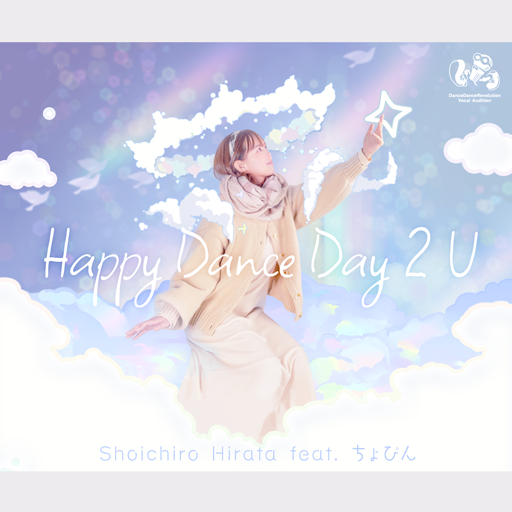 DanceDanceRevolution
Vocal Audition
Happy Dance Day 2 U
Shoichiro Hirata feat. ちょぴん